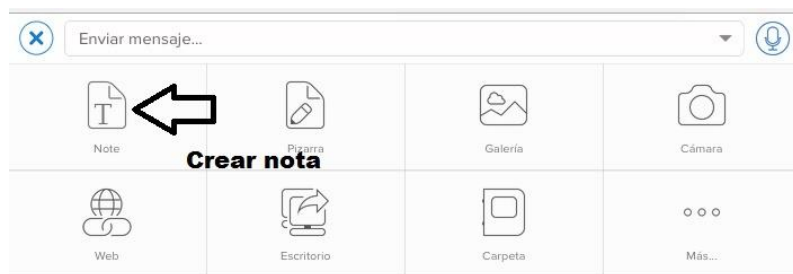 Enviar mensaje...
T
Note
Pizarra
Galería
Cámara
Crear nota
Web
Escritorio
Carpeta
Más...